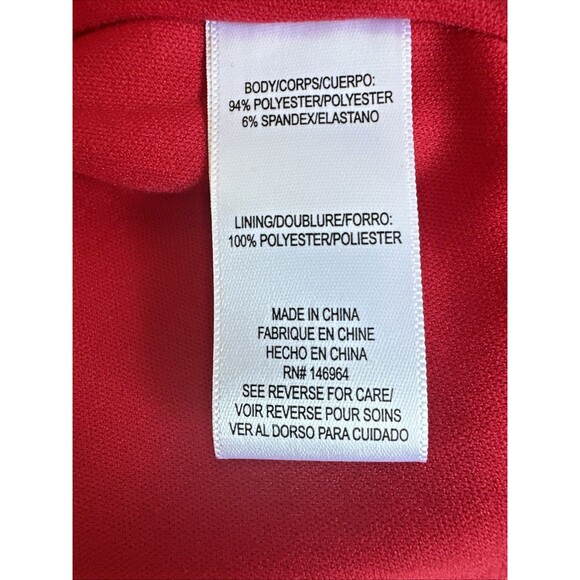 BODY/CORPS/CUERPO:
94% POLYESTER/POLYESTER
6% SPANDEX/ELASTANO
LINING/DOUBLURE/FORRO:
100% POLYESTER/POLIESTER
MADE IN CHINA
FABRIQUE EN CHINE
HECHO EN CHINA
RN# 146964
SEE REVERSE FOR CARE/
VOIR REVERSE POUR SOINS
VER AL DORSO PARA CUIDADO